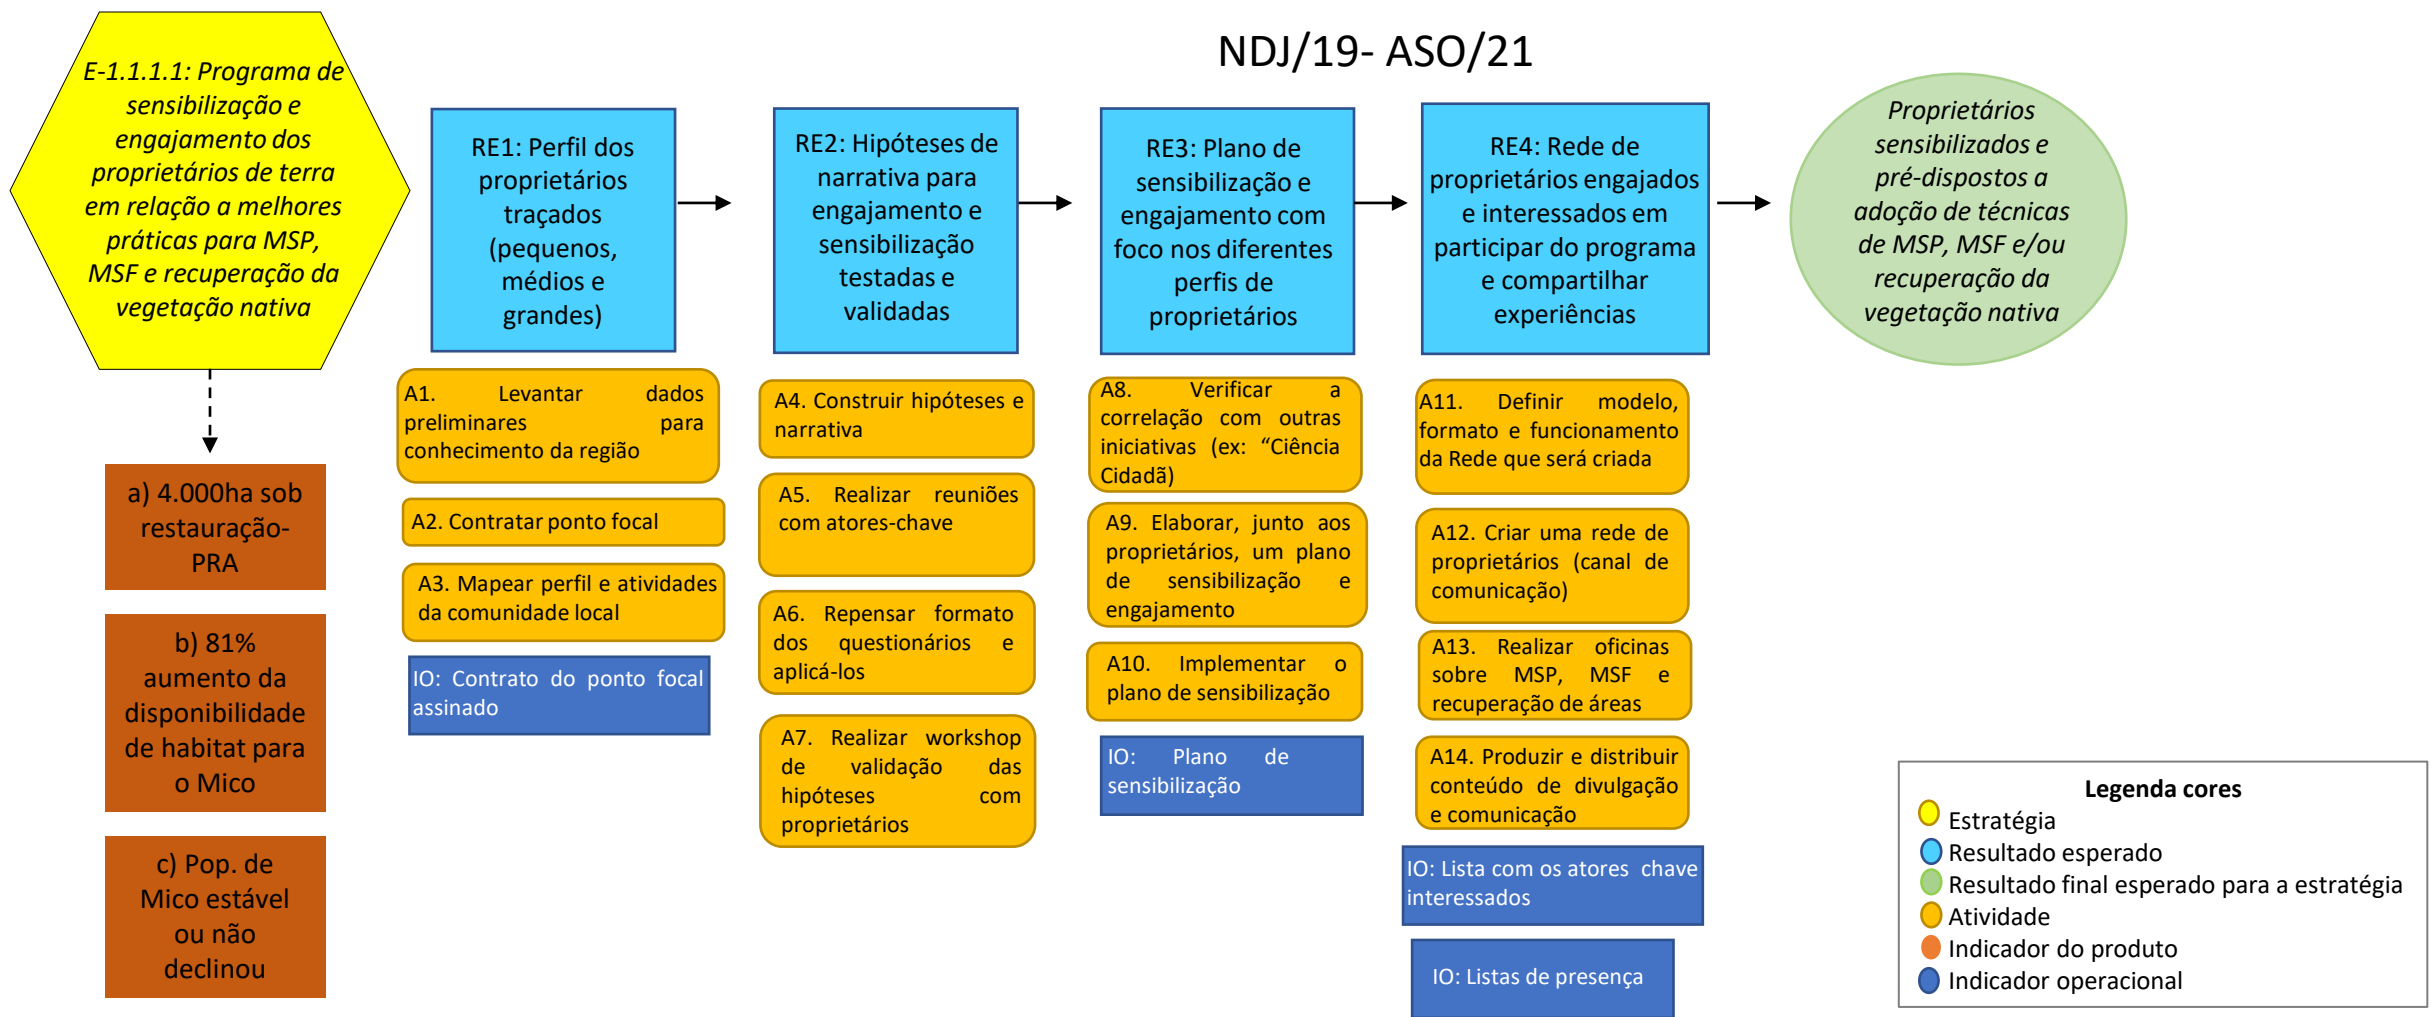 NDJ/19- ASO/21
E-1.1.1.1: Programa de
sensibilização e
engajamento dos
proprietários de terra
em relação a melhores
práticas para MSP,
MSF e recuperação da
vegetação nativa
a) 4.000ha sob
restauração-
PRA
b) 81%
aumento da
disponibilidade
de habitat para
o Mico
c) Pop. de
Mico estável
ou não
declinou
RE1: Perfil dos
proprietários
traçados
(pequenos,
médios e
grandes)
A1. Levantar dados
preliminares para
conhecimento da região
A2. Contratar ponto focal
A3. Mapear perfil e atividades
da comunidade local
IO: Contrato do ponto focal
assinado
RE2: Hipóteses de
narrativa para
engajamento e
sensibilização
testadas e
validadas
A4. Construir hipóteses e
narrativa
A5. Realizar reuniões
com atores-chave
A6. Repensar formato
dos questionários e
aplicá-los
A7. Realizar workshop
de validação das
hipóteses com
proprietários
RE3: Plano de
sensibilização e
engajamento com
foco nos diferentes
perfis de
proprietários
A8. Verificar a
correlação com outras
iniciativas (ex: “Ciência
Cidadã)
A9. Elaborar, junto aos
proprietários, um plano
de sensibilização e
engajamento
A10. Implementar o
plano de sensibilização
IO: Plano de
sensibilização
RE4: Rede de
proprietários engajados
e interessados em
participar do programa
e compartilhar
experiências
A11. Definir modelo,
formato e funcionamento
da Rede que será criada
A12. Criar uma rede de
proprietários (canal de
comunicação)
A13. Realizar oficinas
sobre MSP, MSF e
recuperação de áreas
A14. Produzir e distribuir
conteúdo de divulgação
e comunicação
IO: Lista com os atores chave
interessados
IO: Listas de presença
Proprietários
sensibilizados e
pré-dispostos a
adoção de técnicas
de MSP, MSF e/ou
recuperação da
vegetação nativa
Legenda cores
Estratégia
Resultado esperado
Resultado final esperado para a estratégia
Atividade
Indicador do produto
Indicador operacional